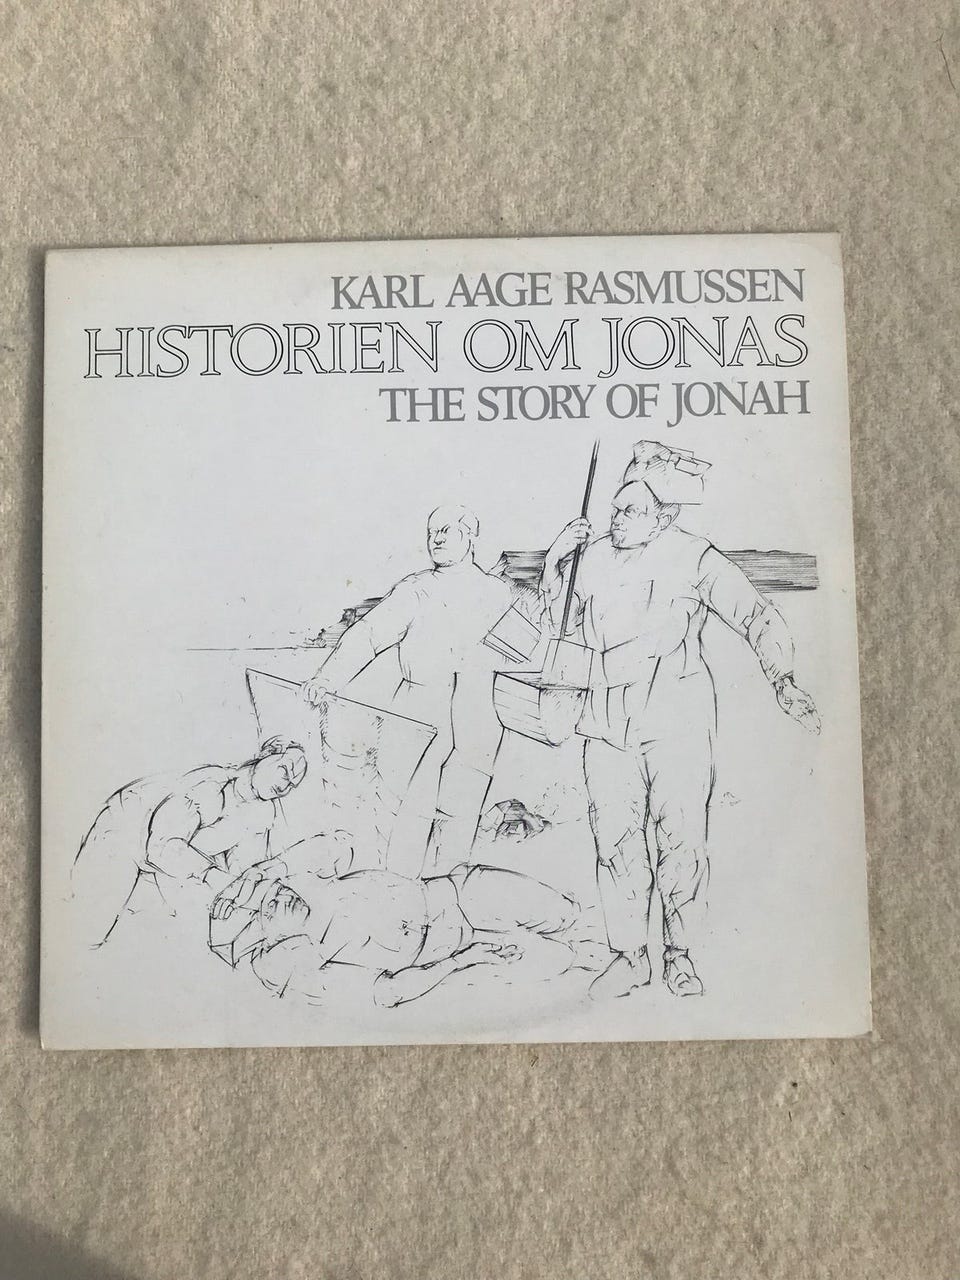 KARL AAGE RASMUSSEN
HISTORIEN OM JONAS
THE STORY OF JONAH